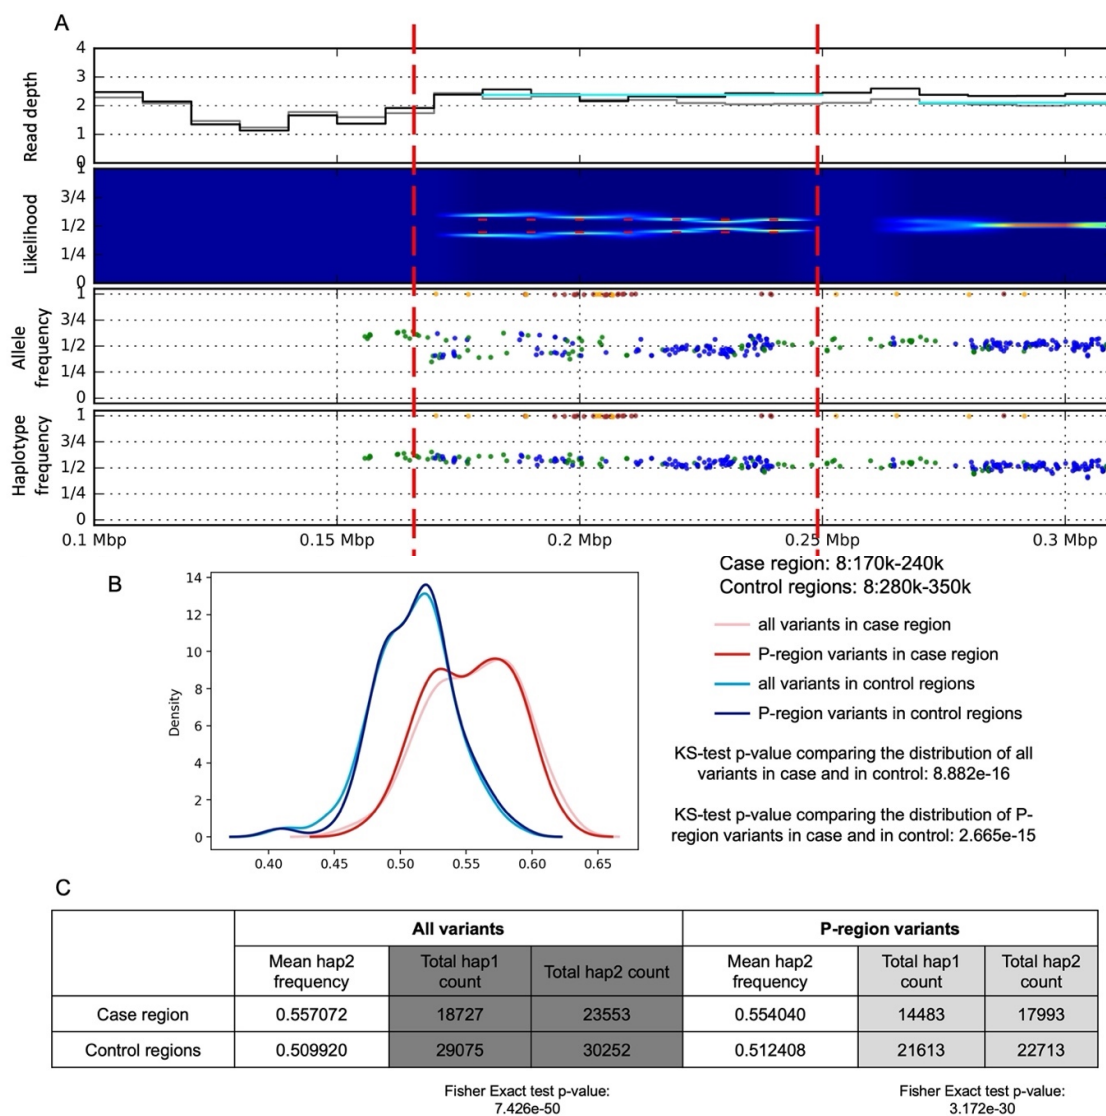 A
Read depth
4
3
2
1
0
Likelihood
1
3/4
1/2
1/4
0
Allele
frequency
1
3/4
1/2
1/4
0
Haplotype
frequency
1
3/4
1/2
1/4
0
0.1 Mbp 0.15 Mbp 0.2 Mbp 0.25 Mbp 0.3 Mbp
B
Density
14
12
10
8
6
4
2
0
0.40 0.45 0.50 0.55 0.60 0.65
Case region: 8:170k-240k
Control regions: 8:280k-350k
all variants in case region
P-region variants in case region
all variants in control regions
P-region variants in control regions
KS-test p-value comparing the distribution of all
variants in case and in control: 8.882e-16
KS-test p-value comparing the distribution of P-
region variants in case and in control: 2.665e-15
C
All variants P-region variants
Mean hap2
frequency
Total hap1
count
Total hap2 count
Mean hap2
frequency
Total hap1
count
Total hap2
count
Case region 0.557072 18727 23553 0.554040 14483 17993
Control regions 0.509920 29075 30252 0.512408 21613 22713
Fisher Exact test p-value:
7.426e-50
Fisher Exact test p-value:
3.172e-30